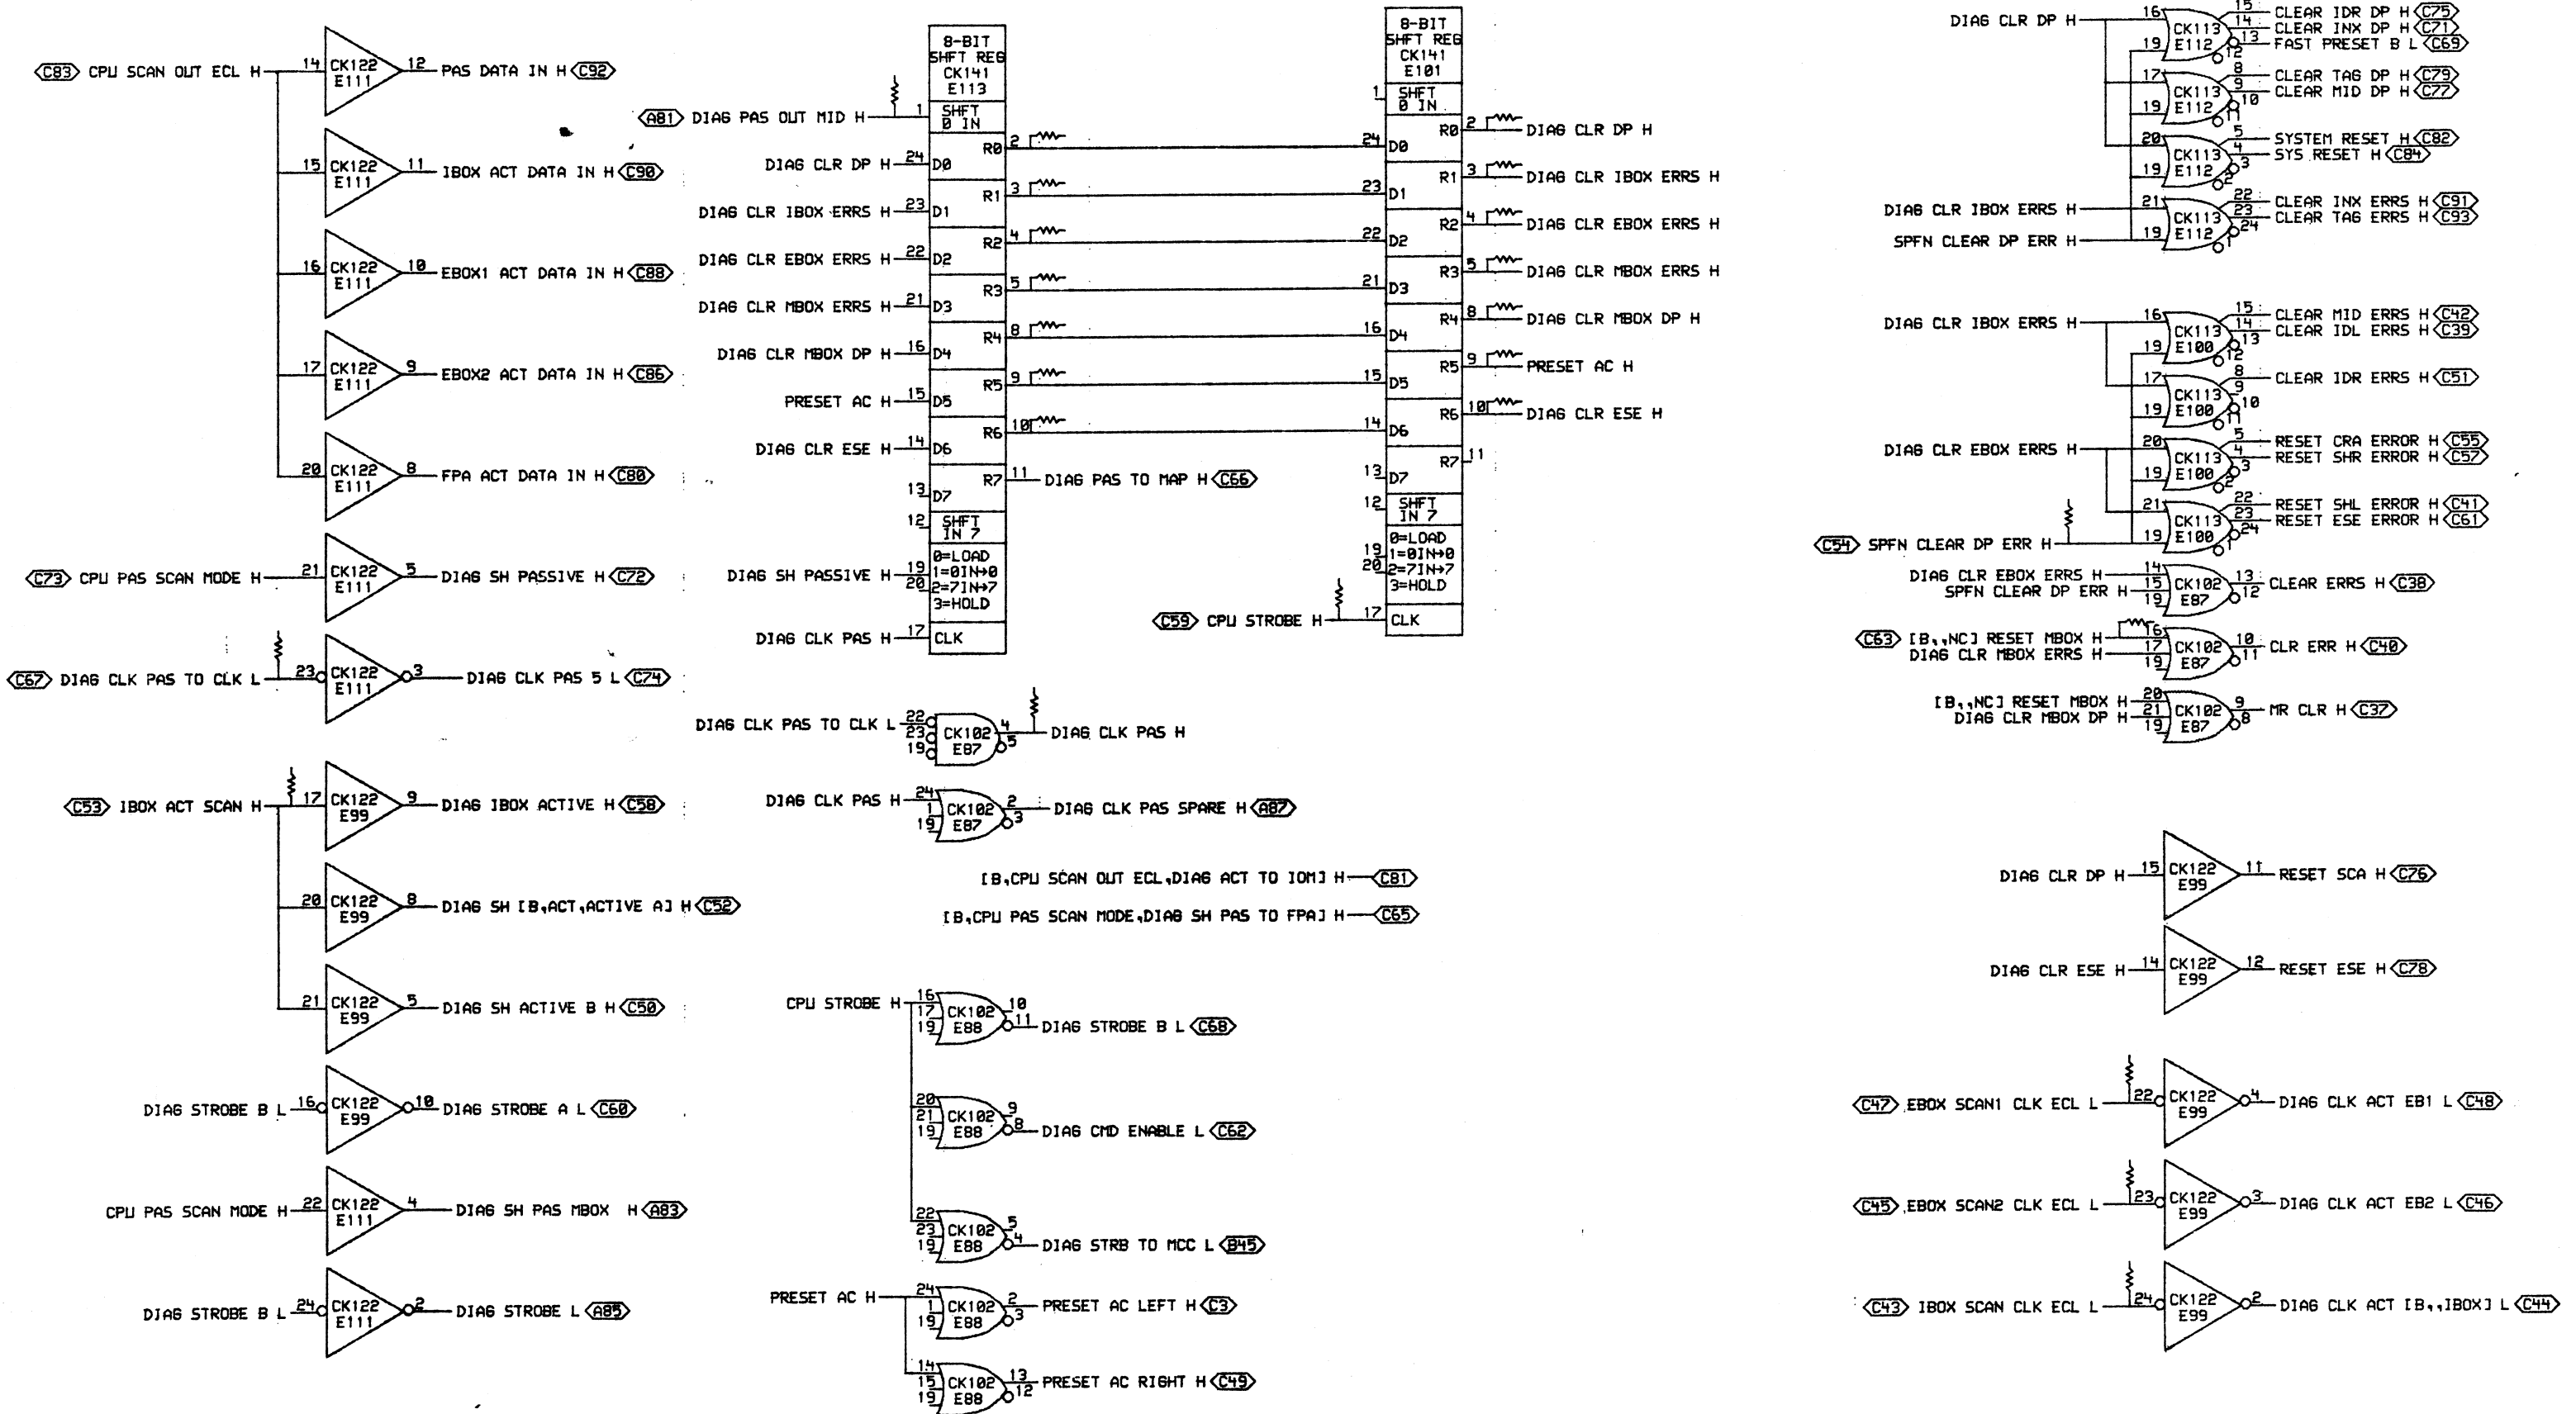 C83 CPU SCAN OUT ECL H
14 CK122 E111 12 PAS DATA IN H C92
15 CK122 E111 11 IBOX ACT DATA IN H C90
16 CK122 E111 10 EBOX1 ACT DATA IN H C88
17 CK122 E111 9 EBOX2 ACT DATA IN H C86
20 CK122 E111 8 FPA ACT DATA IN H C80
C73 CPU PAS SCAN MODE H 21 CK122 E111 5 DIAG SH PASSIVE H C72
C67 DIAG CLK PAS TO CLK L 23 CK122 E111 3 DIAG CLK PAS 5 L C74
C53 IBOX ACT SCAN H 17 CK122 E99 9 DIAG IBOX ACTIVE H C58
20 CK122 E99 8 DIAG SH [B,ACT,ACTIVE A] H C52
21 CK122 E99 5 DIAG SH ACTIVE B H C50
DIAG STROBE B L 16 CK122 E99 10 DIAG STROBE A L C60
CPU PAS SCAN MODE H 22 CK122 E111 4 DIAG SH PAS MBOX H A83
DIAG STROBE B L 24 CK122 E111 2 DIAG STROBE L A85
8-BIT
SHFT REG
CK141
E113
A81 DIAG PAS OUT MID H 1 SHFT 0 IN
R0 2
DIAG CLR DP H 24 D0
R1 3
DIAG CLR IBOX ERRS H 23 D1
R2 4
DIAG CLR EBOX ERRS H 22 D2
R3 5
DIAG CLR MBOX ERRS H 21 D3
R4 8
DIAG CLR MBOX DP H 16 D4
R5 9
PRESET AC H 15 D5
R6 10
DIAG CLR ESE H 14 D6
R7 11 DIAG PAS TO MAP H C66
13 D7
12 SHFT IN 7
0=LOAD
DIAG SH PASSIVE H 19 1=0IN→0
20 2=7IN→7
3=HOLD
DIAG CLK PAS H 17 CLK
8-BIT
SHFT REG
CK141
E101
1 SHFT 0 IN
R0 2 DIAG CLR DP H
24 D0
R1 3 DIAG CLR IBOX ERRS H
23 D1
R2 4 DIAG CLR EBOX ERRS H
22 D2
R3 5 DIAG CLR MBOX ERRS H
21 D3
R4 8 DIAG CLR MBOX DP H
16 D4
R5 9 PRESET AC H
15 D5
R6 10 DIAG CLR ESE H
14 D6
R7 11
13 D7
12 SHFT IN 7
0=LOAD
19 1=0IN→0
20 2=7IN→7
3=HOLD
C59 CPU STROBE H 17 CLK
DIAG CLK PAS TO CLK L 22 23 19 CK102 E87 4 5 DIAG CLK PAS H
DIAG CLK PAS H 24 1 19 CK102 E87 2 3 DIAG CLK PAS SPARE H A87
[B,CPU SCAN OUT ECL,DIAG ACT TO IOM] H C81
[B,CPU PAS SCAN MODE,DIAG SH PAS TO FPA] H C65
CPU STROBE H 16 17 19 CK102 E88 10 11 DIAG STROBE B L C68
20 21 19 CK102 E88 9 8 DIAG CMD ENABLE L C62
22 23 19 CK102 E88 5 4 DIAG STRB TO MCC L B45
PRESET AC H 24 1 19 CK102 E88 2 3 PRESET AC LEFT H C3
14 15 19 CK102 E88 13 12 PRESET AC RIGHT H C49
DIAG CLR DP H 16 19 CK113 E112 15 CLEAR IDR DP H C75
14 CLEAR INX DP H C71
13 FAST PRESET B L C69
12
17 19 CK113 E112 8 CLEAR TAG DP H C79
9 CLEAR MID DP H C77
10
11
20 19 CK113 E112 5 SYSTEM RESET H C82
4 SYS RESET H C84
3
2
DIAG CLR IBOX ERRS H 21 CK113 E112 22 CLEAR INX ERRS H C91
23 CLEAR TAG ERRS H C93
24
SPFN CLEAR DP ERR H 19 1
DIAG CLR IBOX ERRS H 16 19 CK113 E100 15 CLEAR MID ERRS H C42
14 CLEAR IDL ERRS H C39
13
12
17 19 CK113 E100 8 CLEAR IDR ERRS H C51
9
10
11
DIAG CLR EBOX ERRS H 20 19 CK113 E100 5 RESET CRA ERROR H C55
4 RESET SHR ERROR H C57
3
2
21 CK113 E100 22 RESET SHL ERROR H C41
23 RESET ESE ERROR H C61
24
C54 SPFN CLEAR DP ERR H 19 1
DIAG CLR EBOX ERRS H 14
SPFN CLEAR DP ERR H 15 19 CK102 E87 13 12 CLEAR ERRS H C38
C63 [B,,NC] RESET MBOX H 16
DIAG CLR MBOX ERRS H 17 19 CK102 E87 10 11 CLR ERR H C40
[B,,NC] RESET MBOX H 20
DIAG CLR MBOX DP H 21 19 CK102 E87 9 8 MR CLR H C37
DIAG CLR DP H 15 CK122 E99 11 RESET SCA H C76
DIAG CLR ESE H 14 CK122 E99 12 RESET ESE H C78
C47 EBOX SCAN1 CLK ECL L 22 CK122 E99 4 DIAG CLK ACT EB1 L C48
C45 EBOX SCAN2 CLK ECL L 23 CK122 E99 3 DIAG CLK ACT EB2 L C46
C43 IBOX SCAN CLK ECL L 24 CK122 E99 2 DIAG CLK ACT [B,,IBOX] L C44